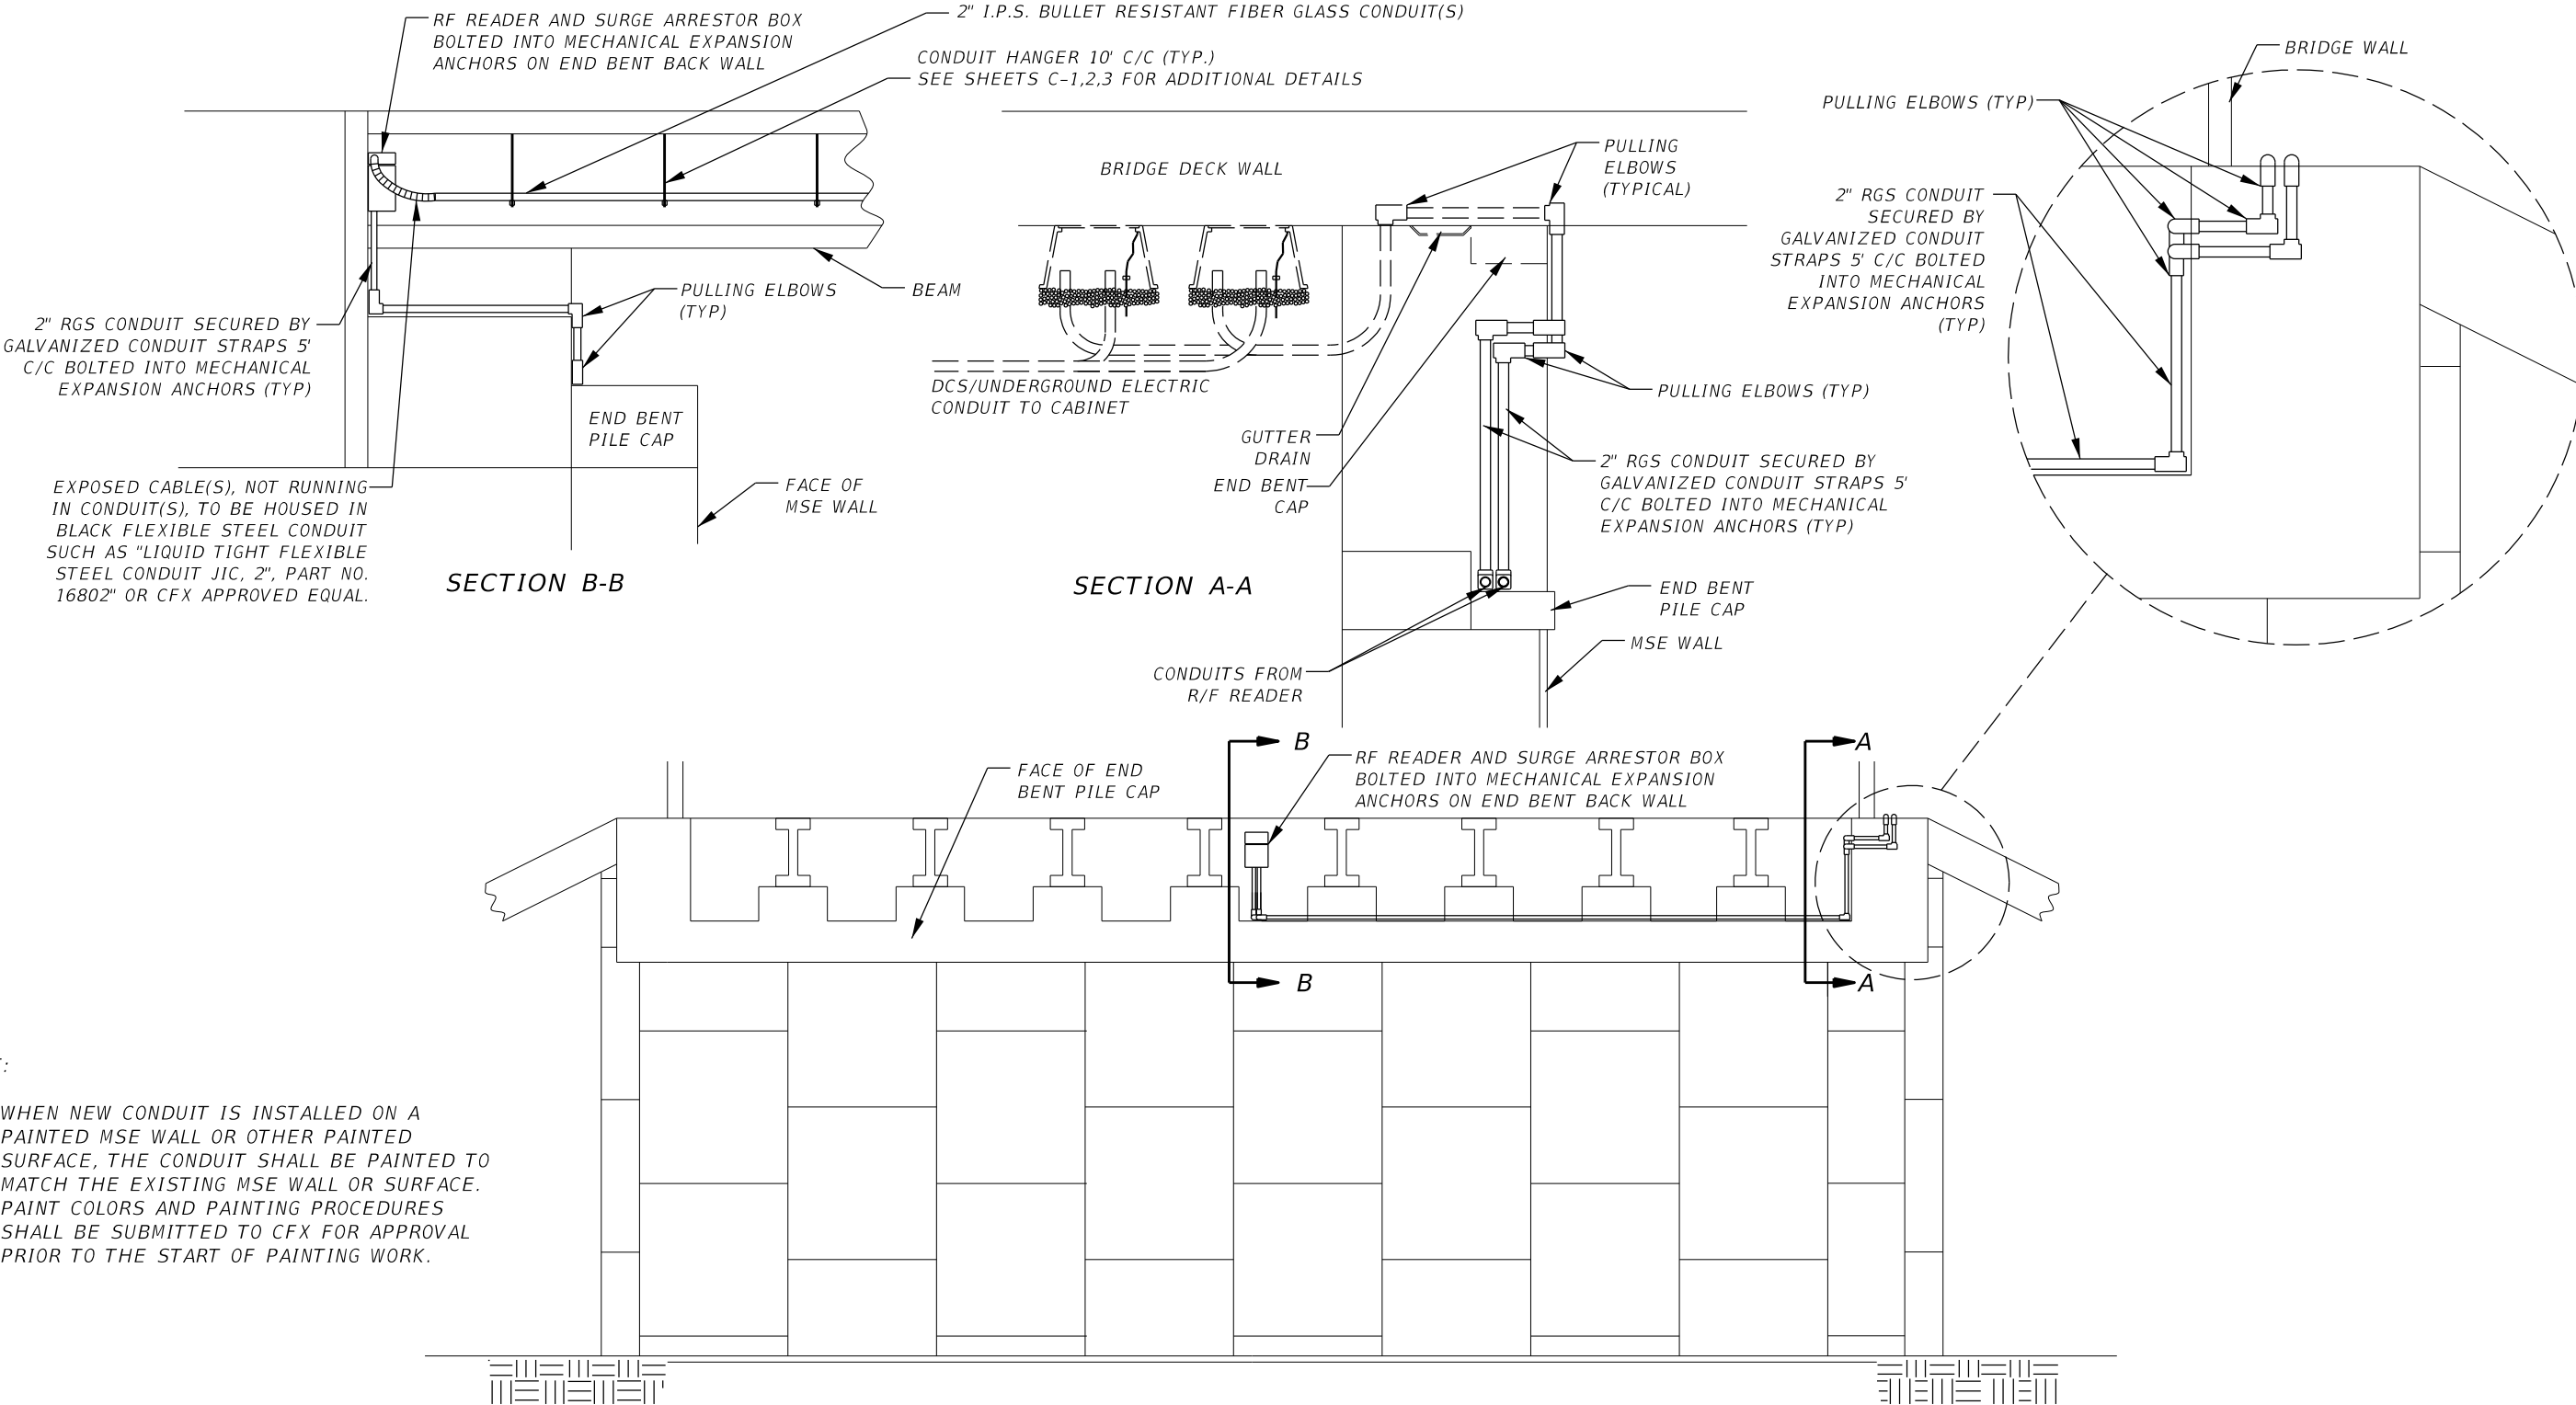 RF READER AND SURGE ARRESTOR BOX
BOLTED INTO MECHANICAL EXPANSION
ANCHORS ON END BENT BACK WALL
2" I.P.S. BULLET RESISTANT FIBER GLASS CONDUIT(S)
CONDUIT HANGER 10' C/C (TYP.)
SEE SHEETS C-1,2,3 FOR ADDITIONAL DETAILS
PULLING ELBOWS
(TYP)
BEAM
2" RGS CONDUIT SECURED BY
GALVANIZED CONDUIT STRAPS 5'
C/C BOLTED INTO MECHANICAL
EXPANSION ANCHORS (TYP)
END BENT
PILE CAP
EXPOSED CABLE(S), NOT RUNNING
IN CONDUIT(S), TO BE HOUSED IN
BLACK FLEXIBLE STEEL CONDUIT
SUCH AS "LIQUID TIGHT FLEXIBLE
STEEL CONDUIT JIC, 2", PART NO.
16802" OR CFX APPROVED EQUAL.
FACE OF
MSE WALL
SECTION B-B
BRIDGE DECK WALL
PULLING
ELBOWS
(TYPICAL)
DCS/UNDERGROUND ELECTRIC
CONDUIT TO CABINET
PULLING ELBOWS (TYP)
GUTTER
DRAIN
END BENT
CAP
2" RGS CONDUIT SECURED BY
GALVANIZED CONDUIT STRAPS 5'
C/C BOLTED INTO MECHANICAL
EXPANSION ANCHORS (TYP)
SECTION A-A
END BENT
PILE CAP
MSE WALL
CONDUITS FROM
R/F READER
BRIDGE WALL
PULLING ELBOWS (TYP)
2" RGS CONDUIT
SECURED BY
GALVANIZED CONDUIT
STRAPS 5' C/C BOLTED
INTO MECHANICAL
EXPANSION ANCHORS
(TYP)
B
A
FACE OF END
BENT PILE CAP
RF READER AND SURGE ARRESTOR BOX
BOLTED INTO MECHANICAL EXPANSION
ANCHORS ON END BENT BACK WALL
B
A
WHEN NEW CONDUIT IS INSTALLED ON A
PAINTED MSE WALL OR OTHER PAINTED
SURFACE, THE CONDUIT SHALL BE PAINTED TO
MATCH THE EXISTING MSE WALL OR SURFACE.
PAINT COLORS AND PAINTING PROCEDURES
SHALL BE SUBMITTED TO CFX FOR APPROVAL
PRIOR TO THE START OF PAINTING WORK.